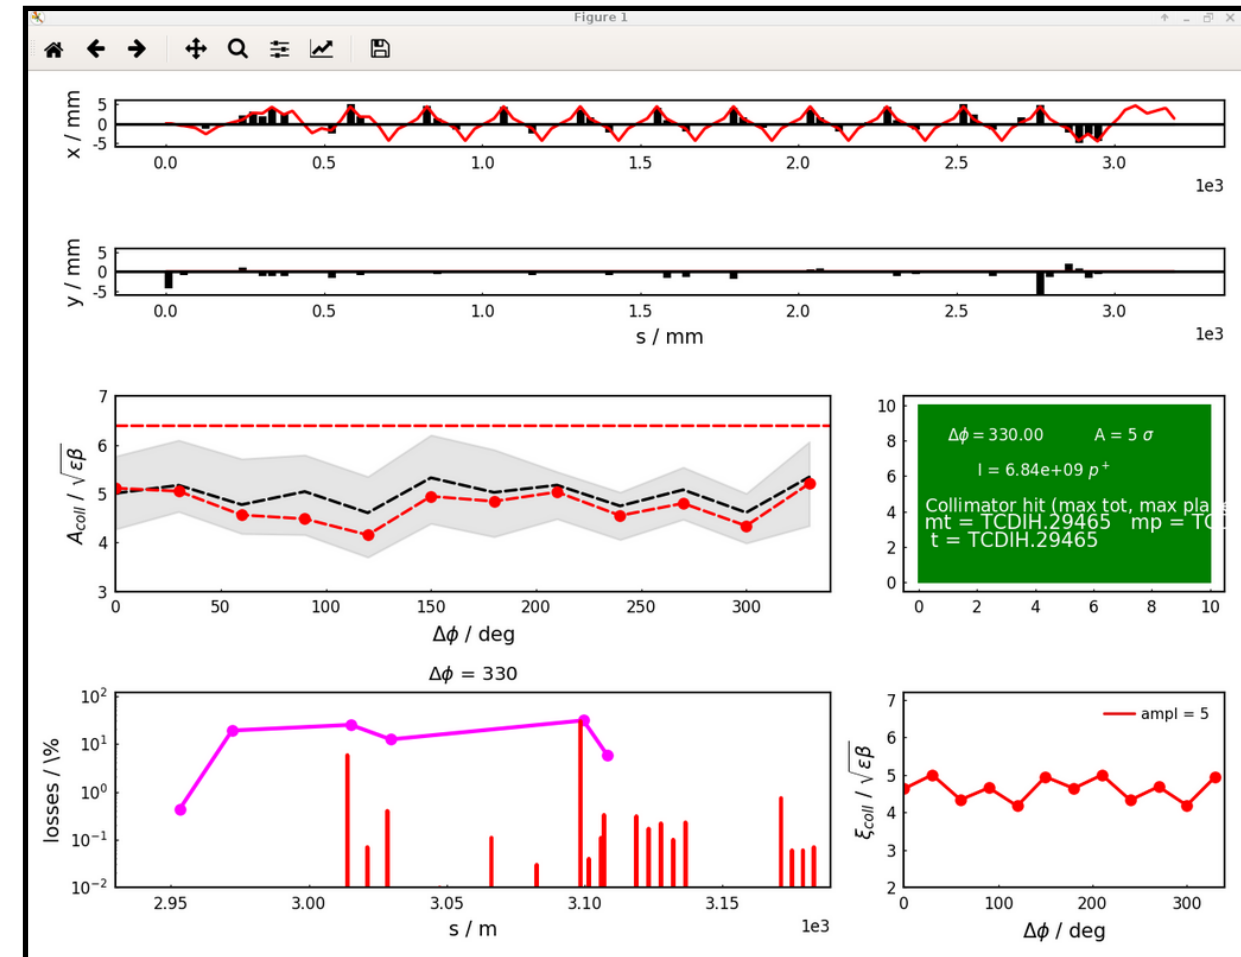 Figure 1
x / mm
5
0
-5
0.0 0.5 1.0 1.5 2.0 2.5 3.0
1e3
y / mm
5
0
-5
0.0 0.5 1.0 1.5 2.0 2.5 3.0
s / mm
1e3
A_coll / √εβ
7
6
5
4
3
0 50 100 150 200 250 300
Δϕ / deg
10
8
6
4
2
0
Δϕ = 330.00 A = 5 σ
I = 6.84e+09 p⁺
Collimator hit (max tot, max plane
mt = TCDIH.29465 mp = TCD
t = TCDIH.29465
0 2 4 6 8 10
Δϕ = 330
losses / \%
10²
10¹
10⁰
10⁻¹
10⁻²
2.95 3.00 3.05 3.10 3.15
s / m
1e3
ξ_coll / √εβ
7
6
5
4
3
2
ampl = 5
0 100 200 300
Δϕ / deg